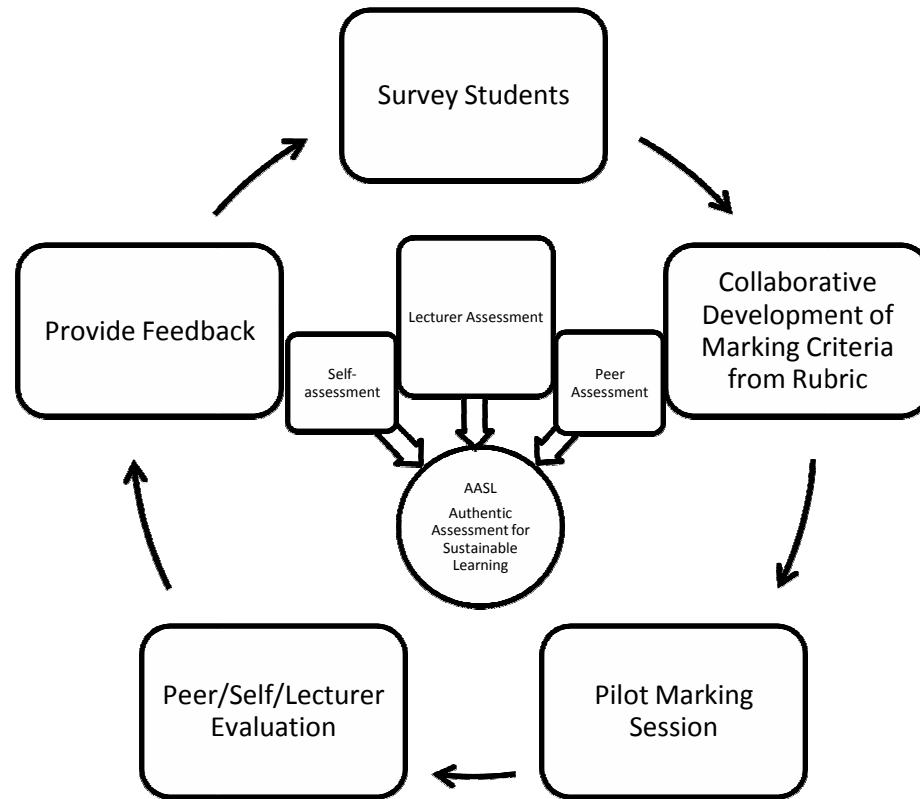 Survey Students
Provide Feedback
Lecturer Assessment
Collaborative
Development of
Marking Criteria
from Rubric
Self-
assessment
Peer
Assessment
AASL
Authentic
Assessment for
Sustainable
Learning
Peer/Self/Lecturer
Evaluation
Pilot Marking
Session